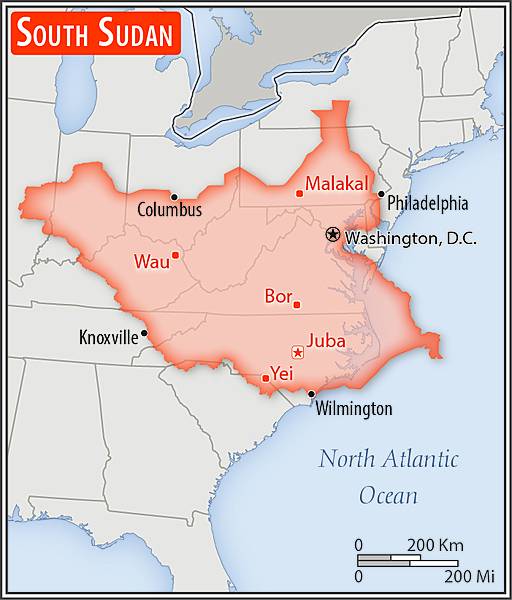 SOUTH SUDAN
Malakal
Philadelphia
Columbus
Washington, D.C.
Wau
Bor
Knoxville
Juba
Yei
Wilmington
North Atlantic
Ocean
0 200 Km
0 200 Mi